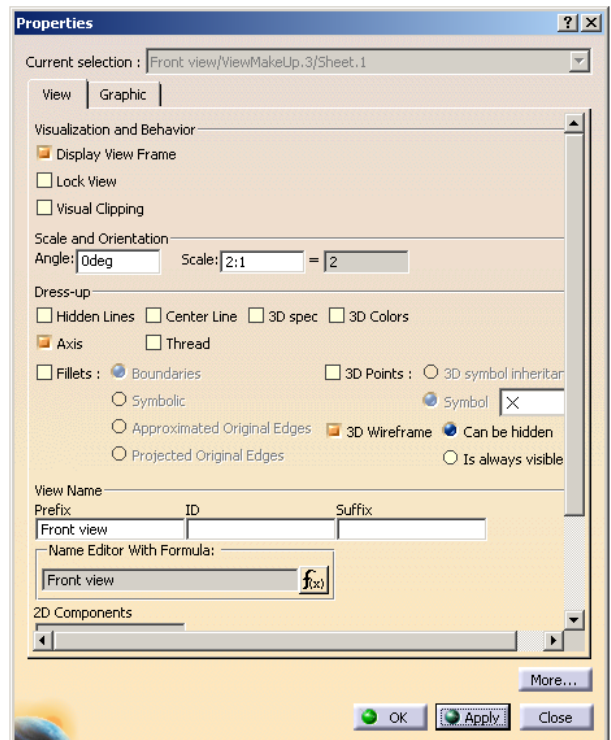 Properties
Current selection : Front view/ViewMakeUp.3/Sheet.1
View Graphic
Visualization and Behavior
Display View Frame
Lock View
Visual Clipping
Scale and Orientation
Angle: 0deg Scale: 2:1 = 2
Dress-up
Hidden Lines Center Line 3D spec 3D Colors
Axis Thread
Fillets : Boundaries 3D Points : 3D symbol inheritan
Symbolic Symbol
Approximated Original Edges 3D Wireframe Can be hidden
Projected Original Edges Is always visible
View Name
Prefix ID Suffix
Front view
Name Editor With Formula:
Front view f(x)
2D Components
More...
OK Apply Close